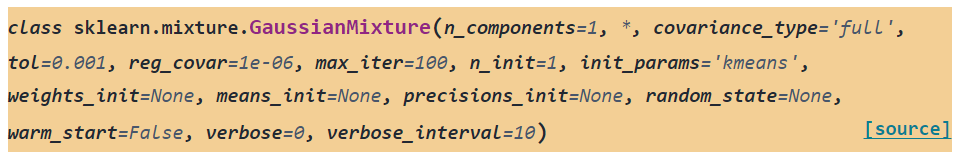 class sklearn.mixture.GaussianMixture(n_components=1, *, covariance_type='full',
tol=0.001, reg_covar=1e-06, max_iter=100, n_init=1, init_params='kmeans',
weights_init=None, means_init=None, precisions_init=None, random_state=None,
warm_start=False, verbose=0, verbose_interval=10) [source]